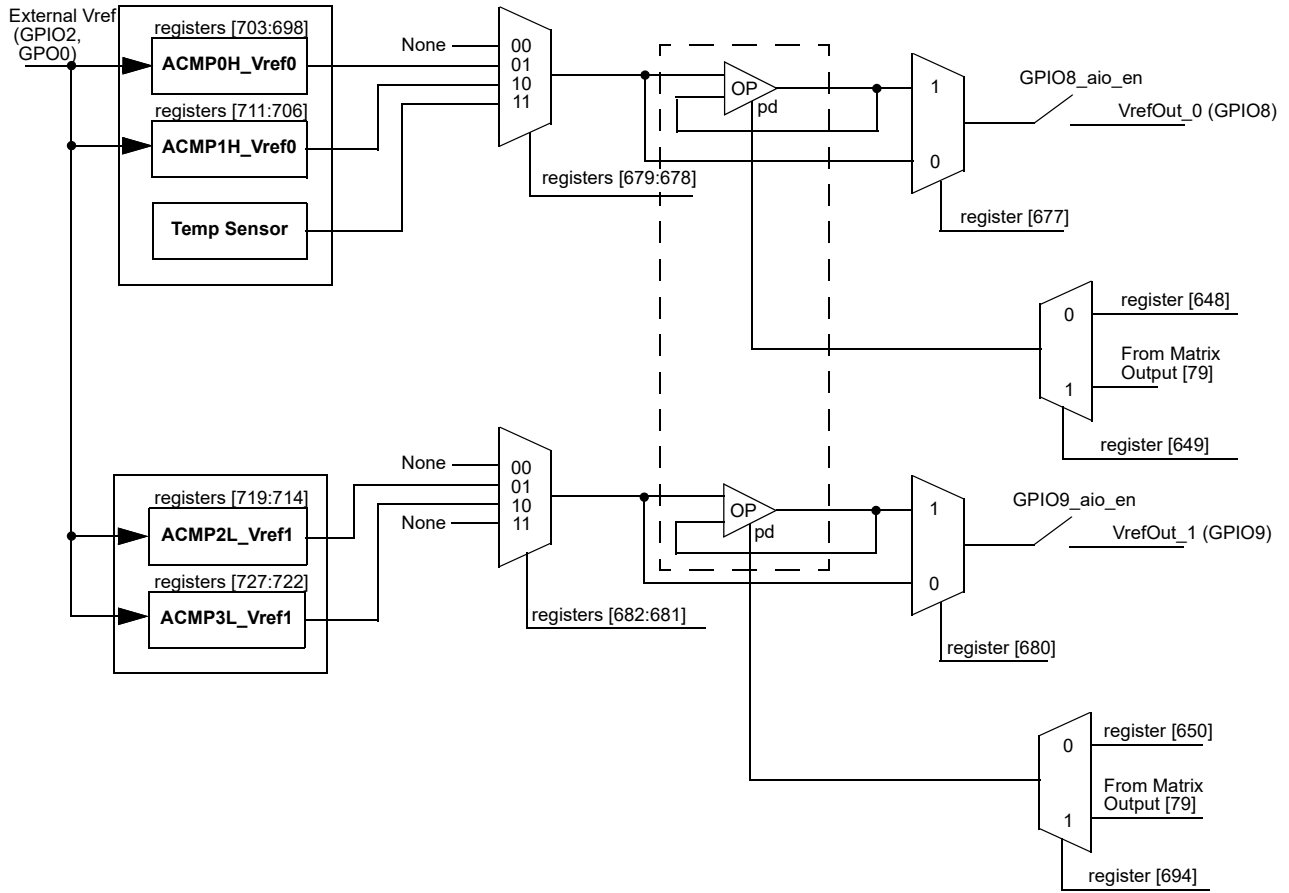 External Vref
(GPIO2,
GPO0)
registers [703:698]
ACMP0H_Vref0
registers [711:706]
ACMP1H_Vref0
Temp Sensor
None
00
01
10
11
registers [679:678]
OP
pd
1
0
register [677]
GPIO8_aio_en
VrefOut_0 (GPIO8)
0
1
register [648]
From Matrix
Output [79]
register [649]
registers [719:714]
ACMP2L_Vref1
registers [727:722]
ACMP3L_Vref1
None
None
00
01
10
11
registers [682:681]
OP
pd
1
0
register [680]
GPIO9_aio_en
VrefOut_1 (GPIO9)
0
1
register [650]
From Matrix
Output [79]
register [694]